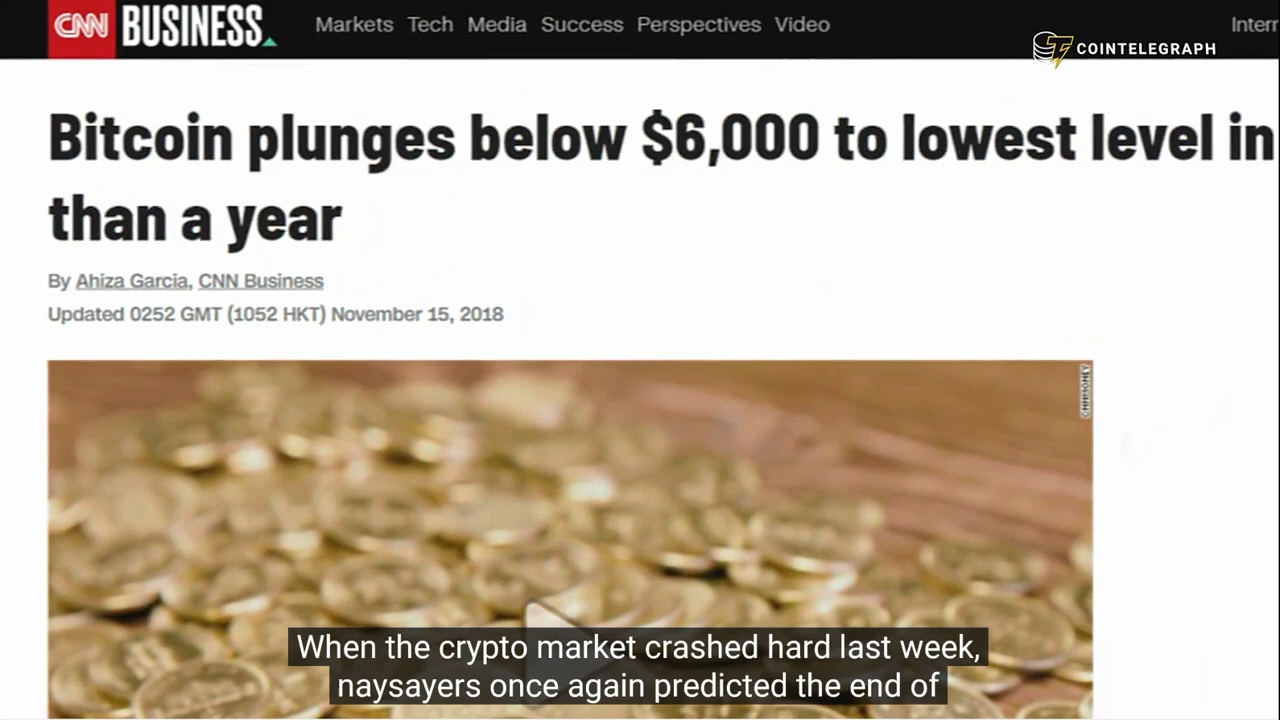 CNN BUSINESS Markets Tech Media Success Perspectives Video Intern
COINTELEGRAPH
Bitcoin plunges below $6,000 to lowest level in
than a year
By Ahiza Garcia, CNN Business
Updated 0252 GMT (1052 HKT) November 15, 2018
CNNMONEY
When the crypto market crashed hard last week,
naysayers once again predicted the end of